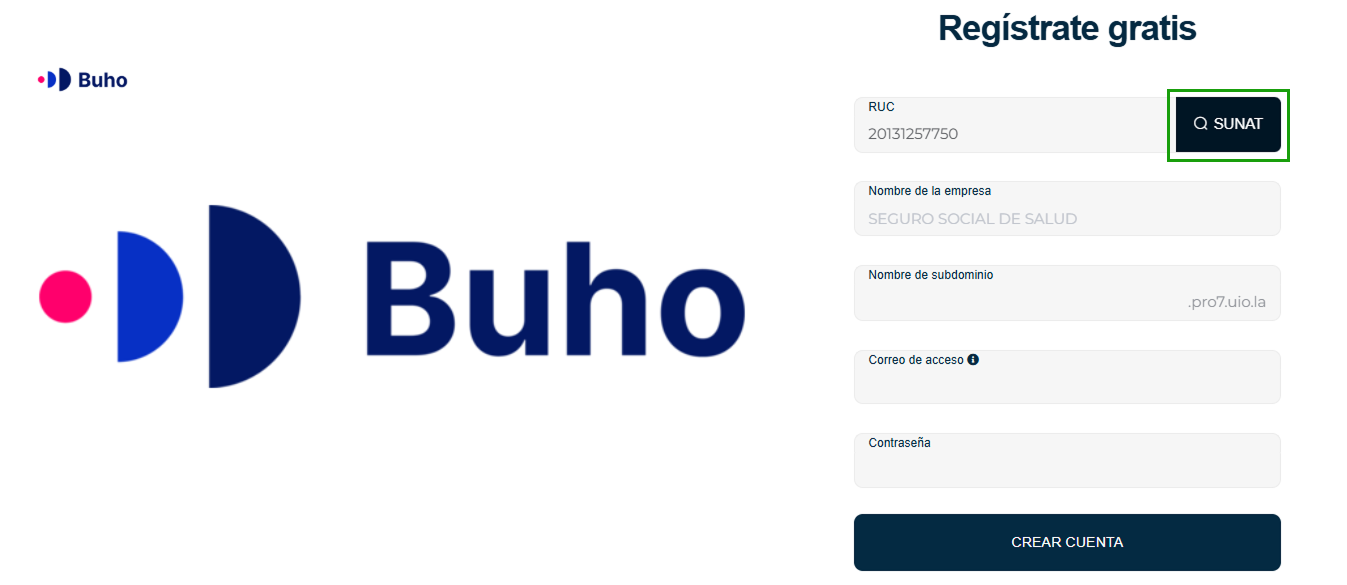 Buho
Buho
Regístrate gratis
RUC
20131257750
SUNAT
Nombre de la empresa
SEGURO SOCIAL DE SALUD
Nombre de subdominio
.pro7.uio.la
Correo de acceso
Contraseña
CREAR CUENTA